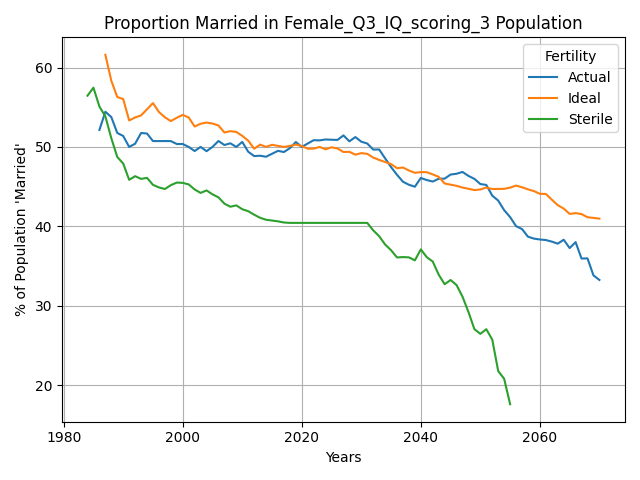 Proportion Married in Female_Q3_IQ_scoring_3 Population
% of Population 'Married'
60
50
40
30
20
Fertility
Actual
Ideal
Sterile
1980
2000
2020
2040
2060
Years